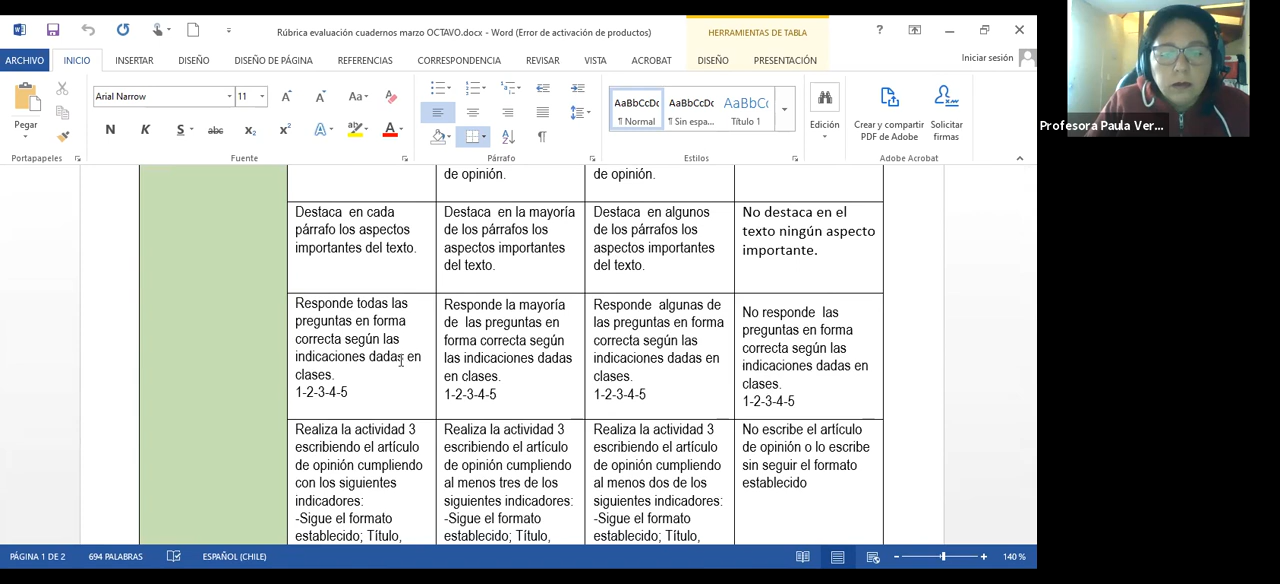 Rúbrica evaluación cuadernos marzo OCTAVO.docx - Word (Error de activación de productos)
HERRAMIENTAS DE TABLA
?
ARCHIVO INICIO INSERTAR DISEÑO DISEÑO DE PÁGINA REFERENCIAS CORRESPONDENCIA REVISAR VISTA ACROBAT DISEÑO PRESENTACIÓN Iniciar sesión
Arial Narrow 11
Aa
AaBbCcDc AaBbCcDc AaBbCc
¶ Normal ¶ Sin espa... Título 1
Pegar
N K S abc x₂ x²
Edición
Crear y compartir
PDF de Adobe
Solicitar
firmas
Portapapeles Fuente Párrafo Estilos Adobe Acrobat
Profesora Paula Ver...
de opinión.
de opinión.
Destaca en cada
párrafo los aspectos
importantes del texto.
Destaca en la mayoría
de los párrafos los
aspectos importantes
del texto.
Destaca en algunos
de los párrafos los
aspectos importantes
del texto.
No destaca en el
texto ningún aspecto
importante.
Responde todas las
preguntas en forma
correcta según las
indicaciones dadas en
clases.
1-2-3-4-5
Responde la mayoría
de las preguntas en
forma correcta según
las indicaciones dadas
en clases.
1-2-3-4-5
Responde algunas de
las preguntas en forma
correcta según las
indicaciones dadas en
clases.
1-2-3-4-5
No responde las
preguntas en forma
correcta según las
indicaciones dadas en
clases.
1-2-3-4-5
Realiza la actividad 3
escribiendo el artículo
de opinión cumpliendo
con los siguientes
indicadores:
-Sigue el formato
establecido; Título,
Realiza la actividad 3
escribiendo el artículo
de opinión cumpliendo
al menos tres de los
siguientes indicadores:
-Sigue el formato
establecido; Título,
Realiza la actividad 3
escribiendo el artículo
de opinión cumpliendo
al menos dos de los
siguientes indicadores:
-Sigue el formato
establecido; Título,
No escribe el artículo
de opinión o lo escribe
sin seguir el formato
establecido
PÁGINA 1 DE 2 694 PALABRAS ESPAÑOL (CHILE) 140 %